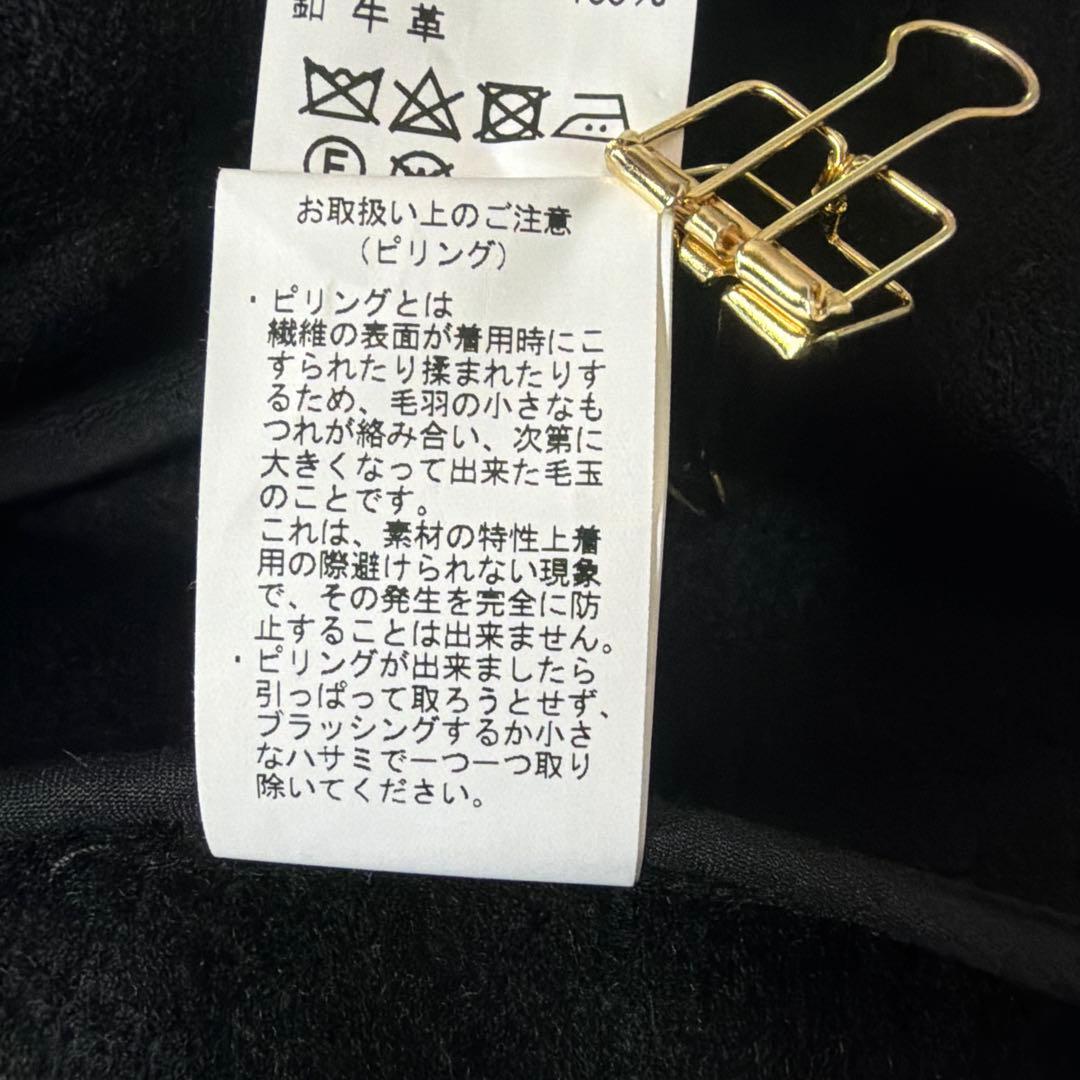 釦 牛 革
お取扱い上のご注意
(ピリング)
・ピリングとは
繊維の表面が着用時にこ
すられたり揉まれたりす
るため、毛羽の小さなも
つれが絡み合い、次第に
大きくなって出来た毛玉
のことです。
これは、素材の特性上着
用の際避けられない現象
で、その発生を完全に防
止することは出来ません。
・ピリングが出来ましたら
引っぱって取ろうとせず、
ブラッシングするか小さ
なハサミで一つ一つ取り
除いてください。